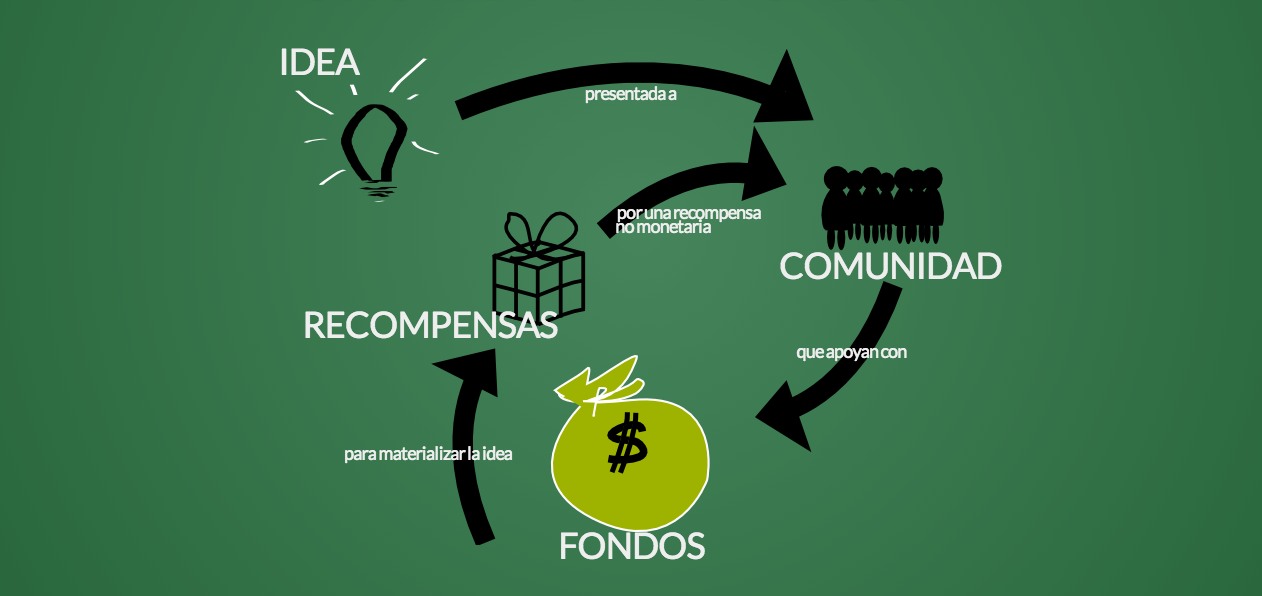 IDEA
presentada a
por una recompensa
no monetaria
COMUNIDAD
RECOMPENSAS
que apoyan con
$
para materializar la idea
FONDOS